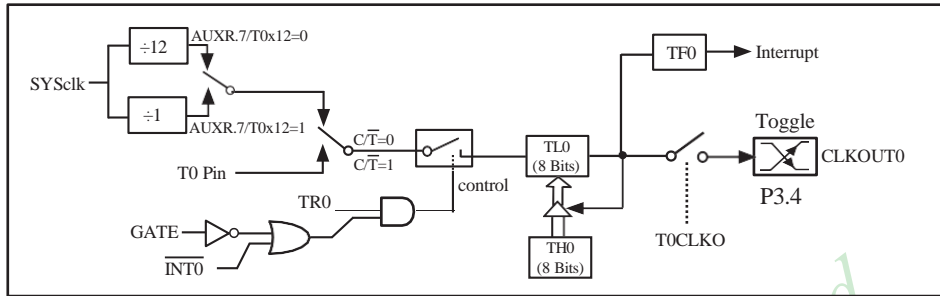 ÷12
AUXR.7/T0x12=0
SYSclk
÷1
AUXR.7/T0x12=1
T0 Pin
C/T̅=0
C/T̅=1
control
TR0
GATE
I̅N̅T̅0̅
TL0
(8 Bits)
TH0
(8 Bits)
TF0
Interrupt
Toggle
CLKOUT0
P3.4
T0CLKO